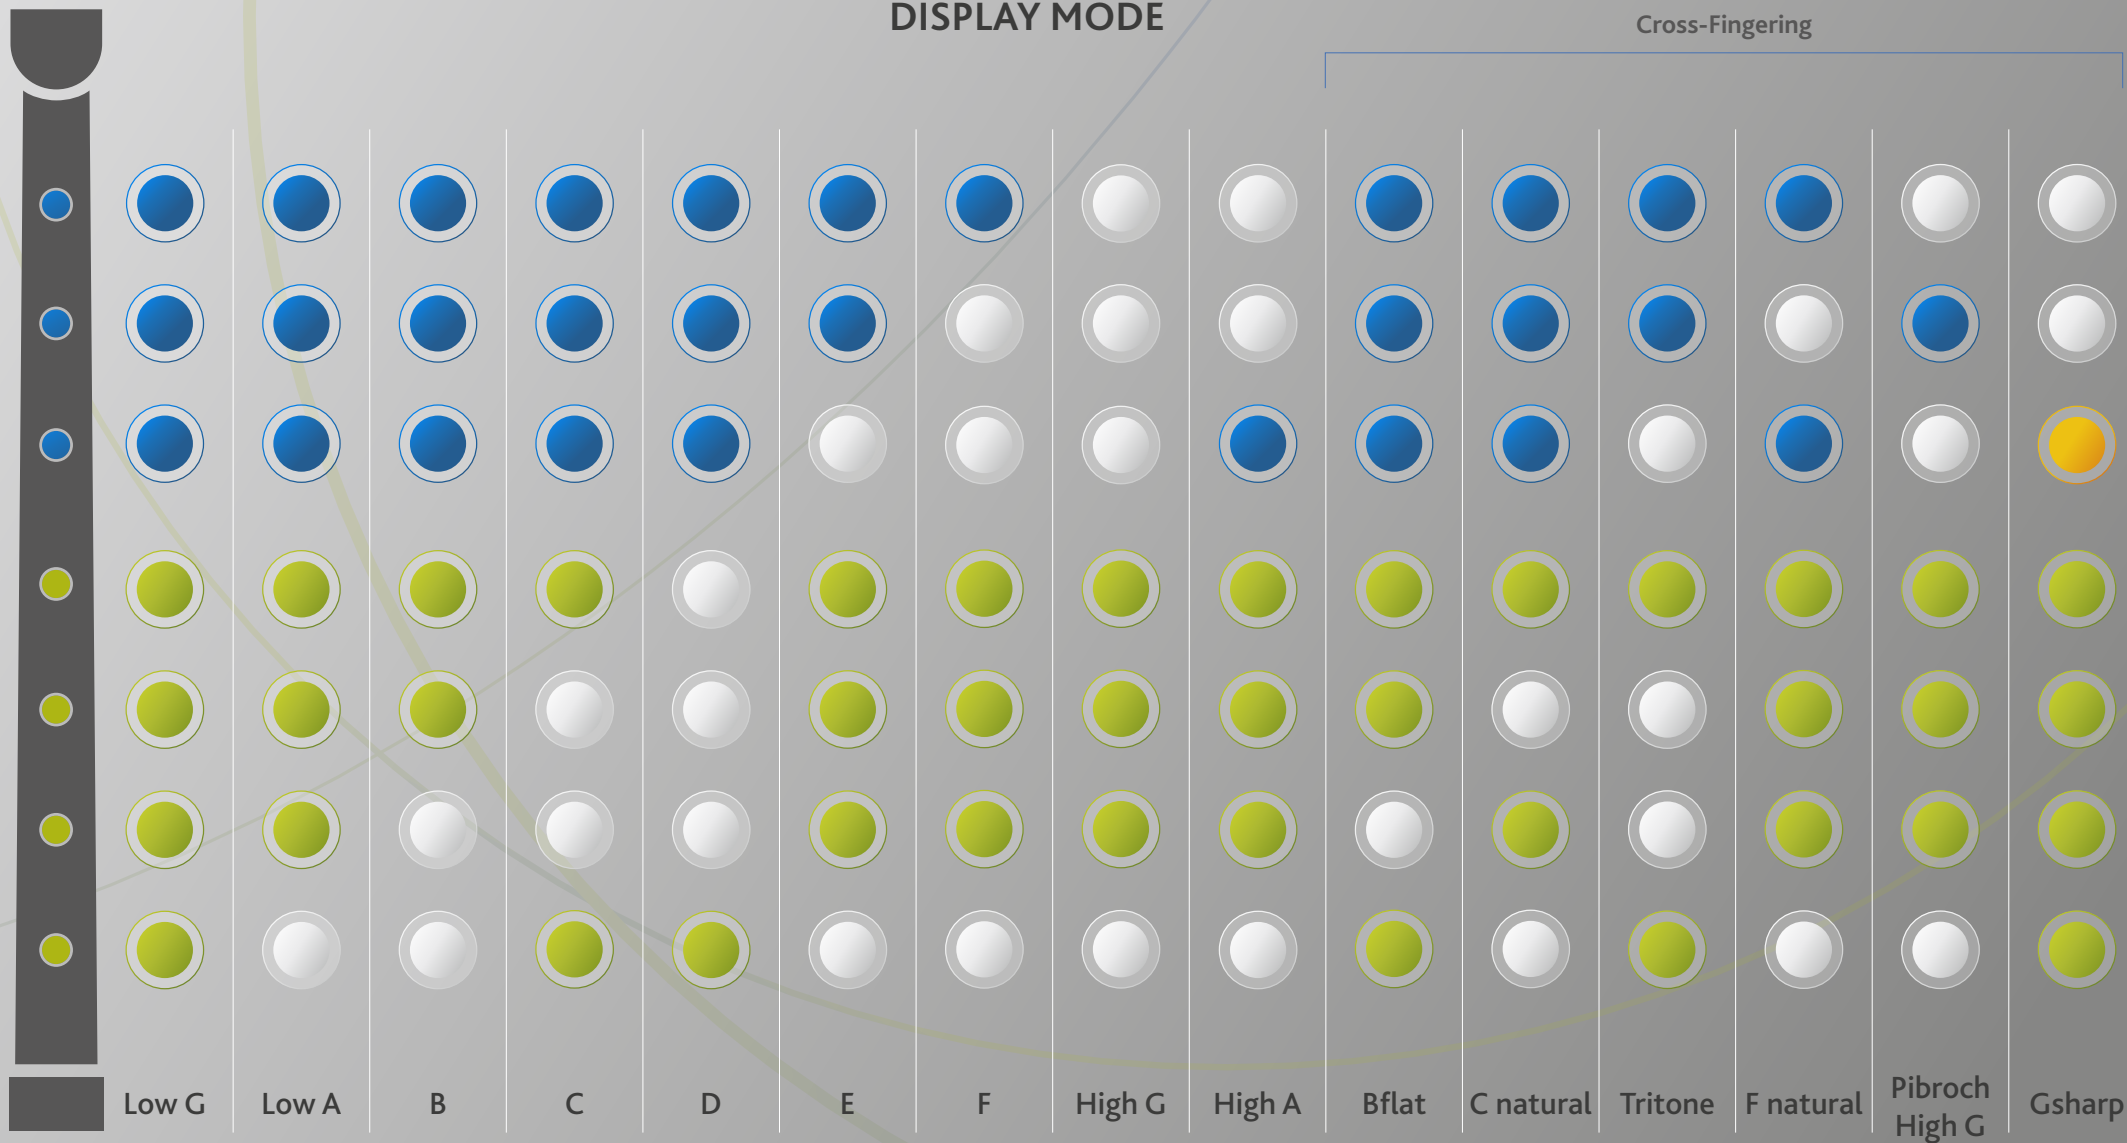 DISPLAY MODE
Cross-Fingering
Low G
Low A
B
C
D
E
F
High G
High A
Bflat
C natural
Tritone
F natural
Pibroch
High G
Gsharp